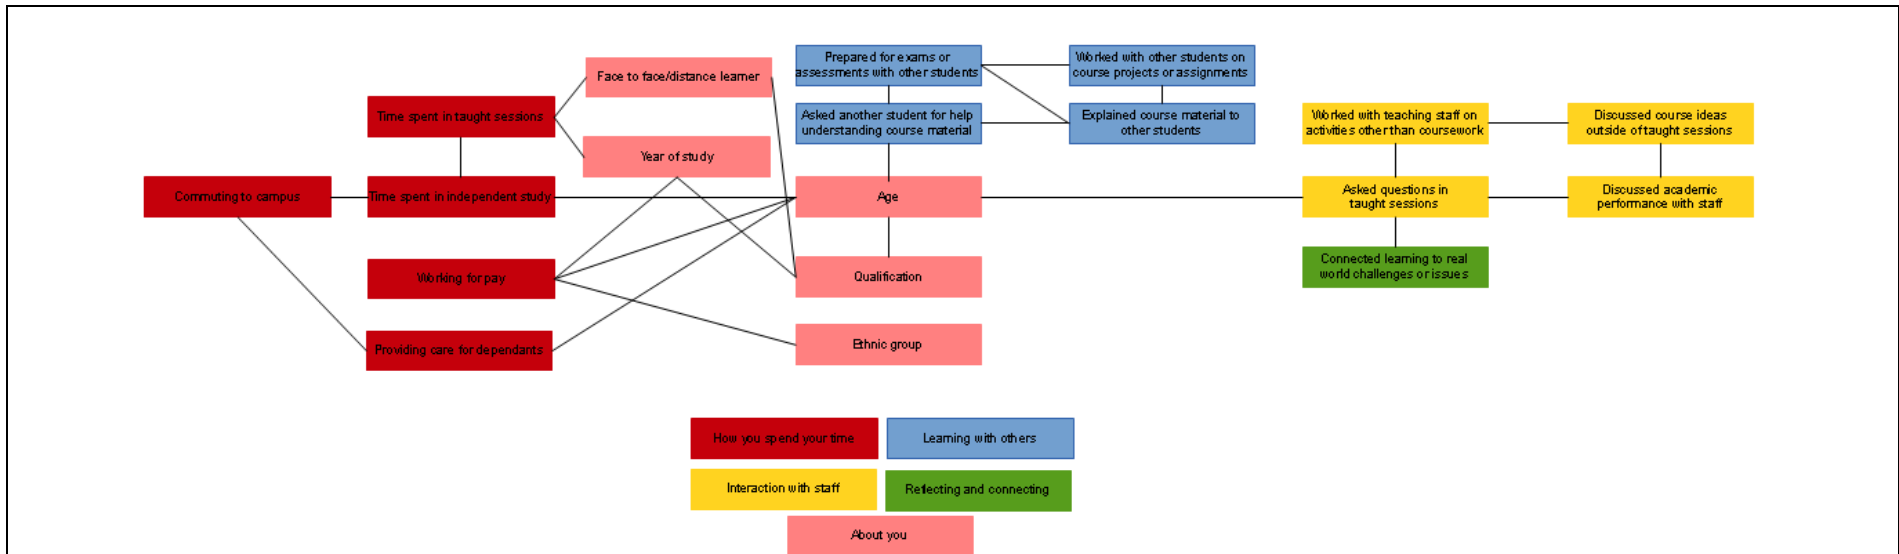 Prepared for exams or
assessments with other students
Worked with other students on
course projects or assignments
Face to face/distance learner
Time spent in taught sessions
Asked another student for help
understanding course material
Explained course material to
other students
Worked with teaching staff on
activities other than coursework
Discussed course ideas
outside of taught sessions
Year of study
Commuting to campus
Time spent in independent study
Age
Asked questions in
taught sessions
Discussed academic
performance with staff
Working for pay
Qualification
Connected learning to real
world challenges or issues
Providing care for dependants
Ethnic group
How you spend your time
Learning with others
Interaction with staff
Reflecting and connecting
About you